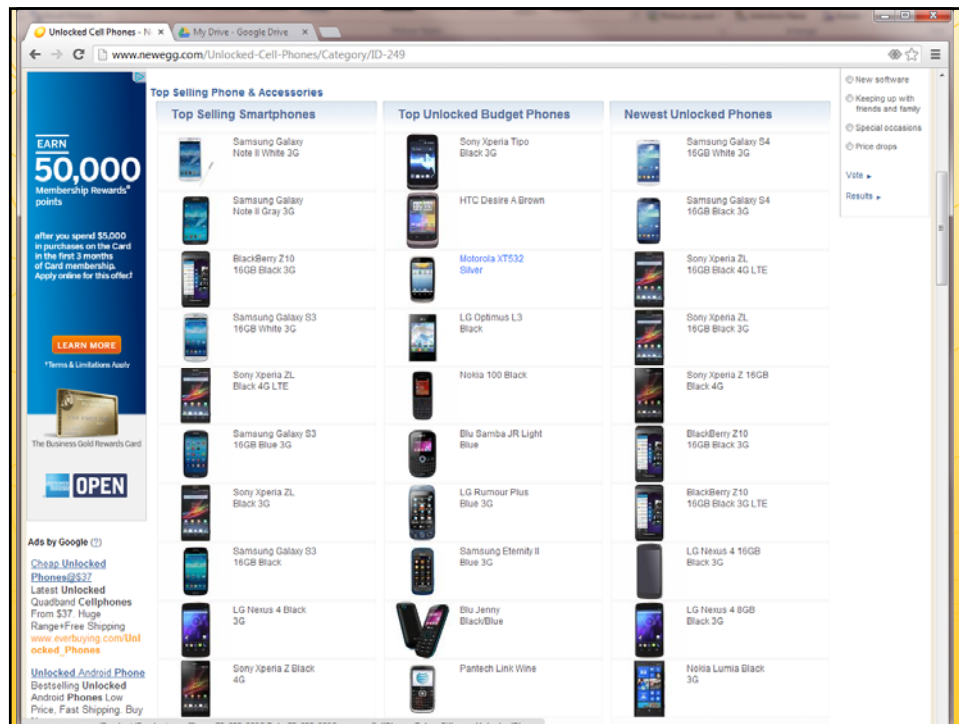 Unlocked Cell Phones - N
My Drive - Google Drive
www.newegg.com/Unlocked-Cell-Phones/Category/ID-249
EARN
50,000
Membership Rewards®
points
after you spend $5,000
in purchases on the Card
in the first 3 months
of Card membership.
Apply online for this offer.†
LEARN MORE
†Terms & Limitations Apply
The Business Gold Rewards Card
OPEN
Ads by Google (?)
Cheap Unlocked
Phones@$37
Latest Unlocked
Quadband Cellphones
From $37. Huge
Range+Free Shipping
www.everbuying.com/Unl
ocked_Phones
Unlocked Android Phone
Bestselling Unlocked
Android Phones Low
Price, Fast Shipping. Buy
Top Selling Phone & Accessories
Top Selling Smartphones
Samsung Galaxy
Note II White 3G
Samsung Galaxy
Note II Gray 3G
BlackBerry Z10
16GB Black 3G
Samsung Galaxy S3
16GB White 3G
Sony Xperia ZL
Black 4G LTE
Samsung Galaxy S3
16GB Blue 3G
Sony Xperia ZL
Black 3G
Samsung Galaxy S3
16GB Black
LG Nexus 4 Black
3G
Sony Xperia Z Black
4G
Top Unlocked Budget Phones
Sony Xperia Tipo
Black 3G
HTC Desire A Brown
Motorola XT532
Silver
LG Optimus L3
Black
Nokia 100 Black
Blu Samba JR Light
Blue
LG Rumour Plus
Blue 3G
Samsung Eternity II
Blue 3G
Blu Jenny
Black/Blue
Pantech Link Wine
Newest Unlocked Phones
Samsung Galaxy S4
16GB White 3G
Samsung Galaxy S4
16GB Black 3G
Sony Xperia ZL
16GB Black 4G LTE
Sony Xperia ZL
16GB Black 3G
Sony Xperia Z 16GB
Black 4G
BlackBerry Z10
16GB Black 3G
BlackBerry Z10
16GB Black 3G LTE
LG Nexus 4 16GB
Black 3G
LG Nexus 4 8GB
Black 3G
Nokia Lumia Black
3G
New software
Keeping up with
friends and family
Special occasions
Price drops
Vote
Results